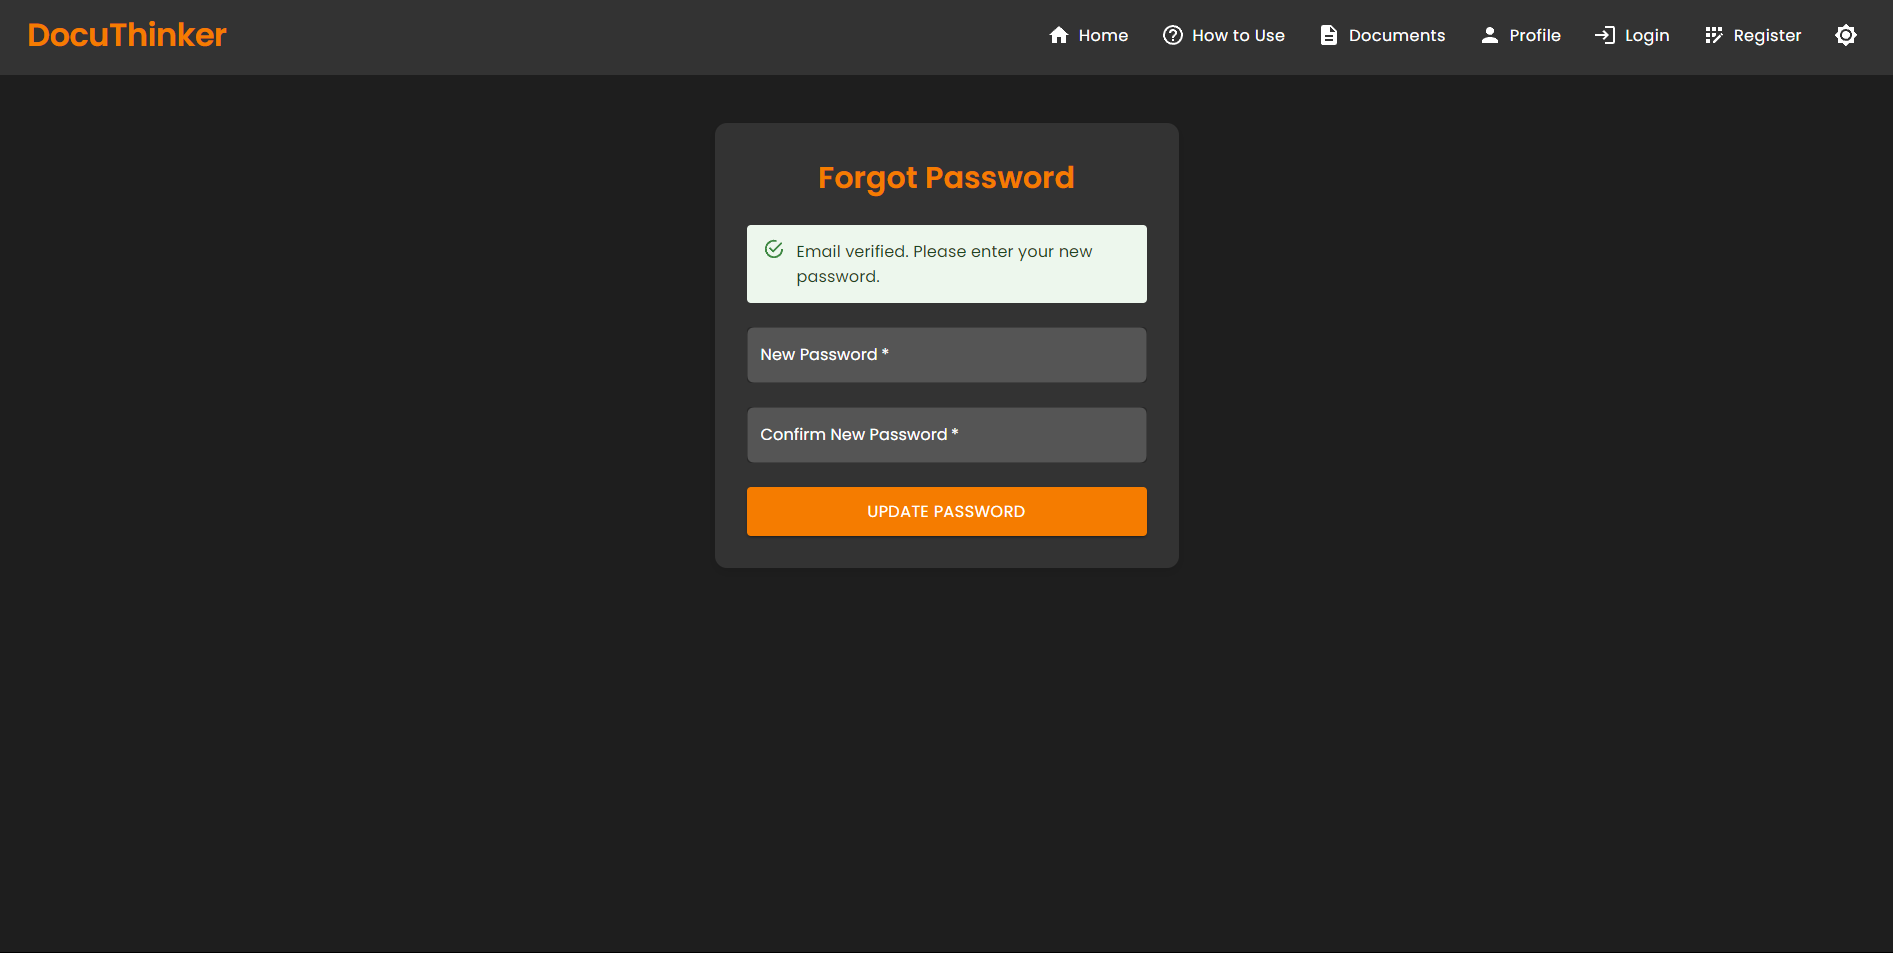 DocuThinker
Home
How to Use
Documents
Profile
Login
Register
Forgot Password
Email verified. Please enter your new
password.
New Password *
Confirm New Password *
UPDATE PASSWORD